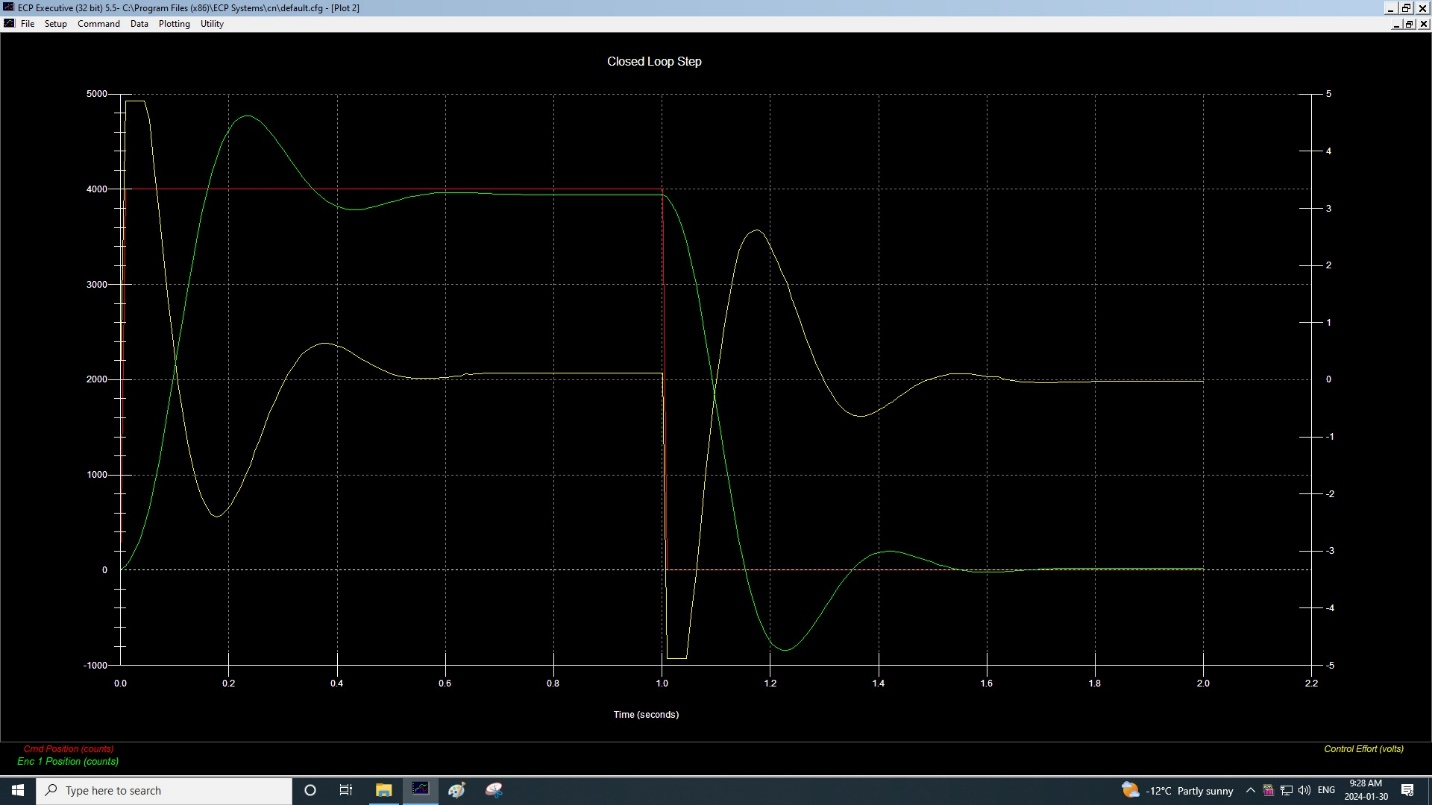 ECP Executive (32 bit) 5.5- C:\Program Files (x86)\ECP Systems\cn\default.cfg - [Plot 2]
File Setup Command Data Plotting Utility
Closed Loop Step
5000 5
4
4000
3
2
3000
1
2000 0
-1
1000
-2
-3
0
-4
-1000 -5
0.0 0.2 0.4 0.6 0.8 1.0 1.2 1.4 1.6 1.8 2.0 2.2
Time (seconds)
Cmd Position (counts) Control Effort (volts)
Enc 1 Position (counts)
Type here to search -12°C Partly sunny ENG 9:28 AM
2024-01-30